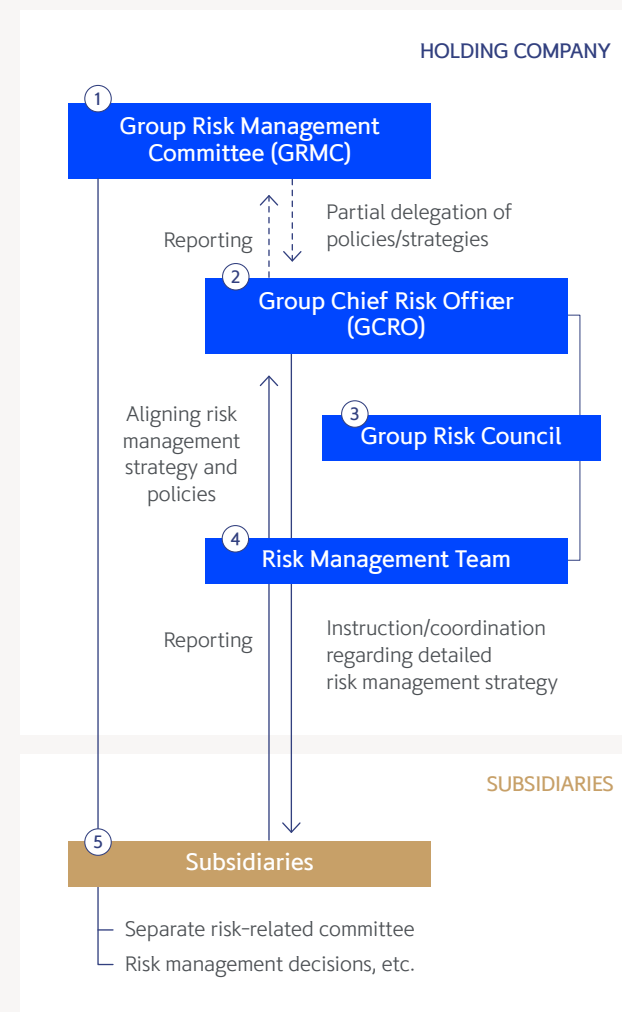 HOLDING COMPANY
1
Group Risk Management
Committee (GRMC)
Reporting
Partial delegation of
policies/strategies
2
Group Chief Risk Officer
(GCRO)
Aligning risk
management
strategy and
policies
3
Group Risk Council
4
Risk Management Team
Reporting
Instruction/coordination
regarding detailed
risk management strategy
SUBSIDIARIES
5
Subsidiaries
Separate risk-related committee
Risk management decisions, etc.